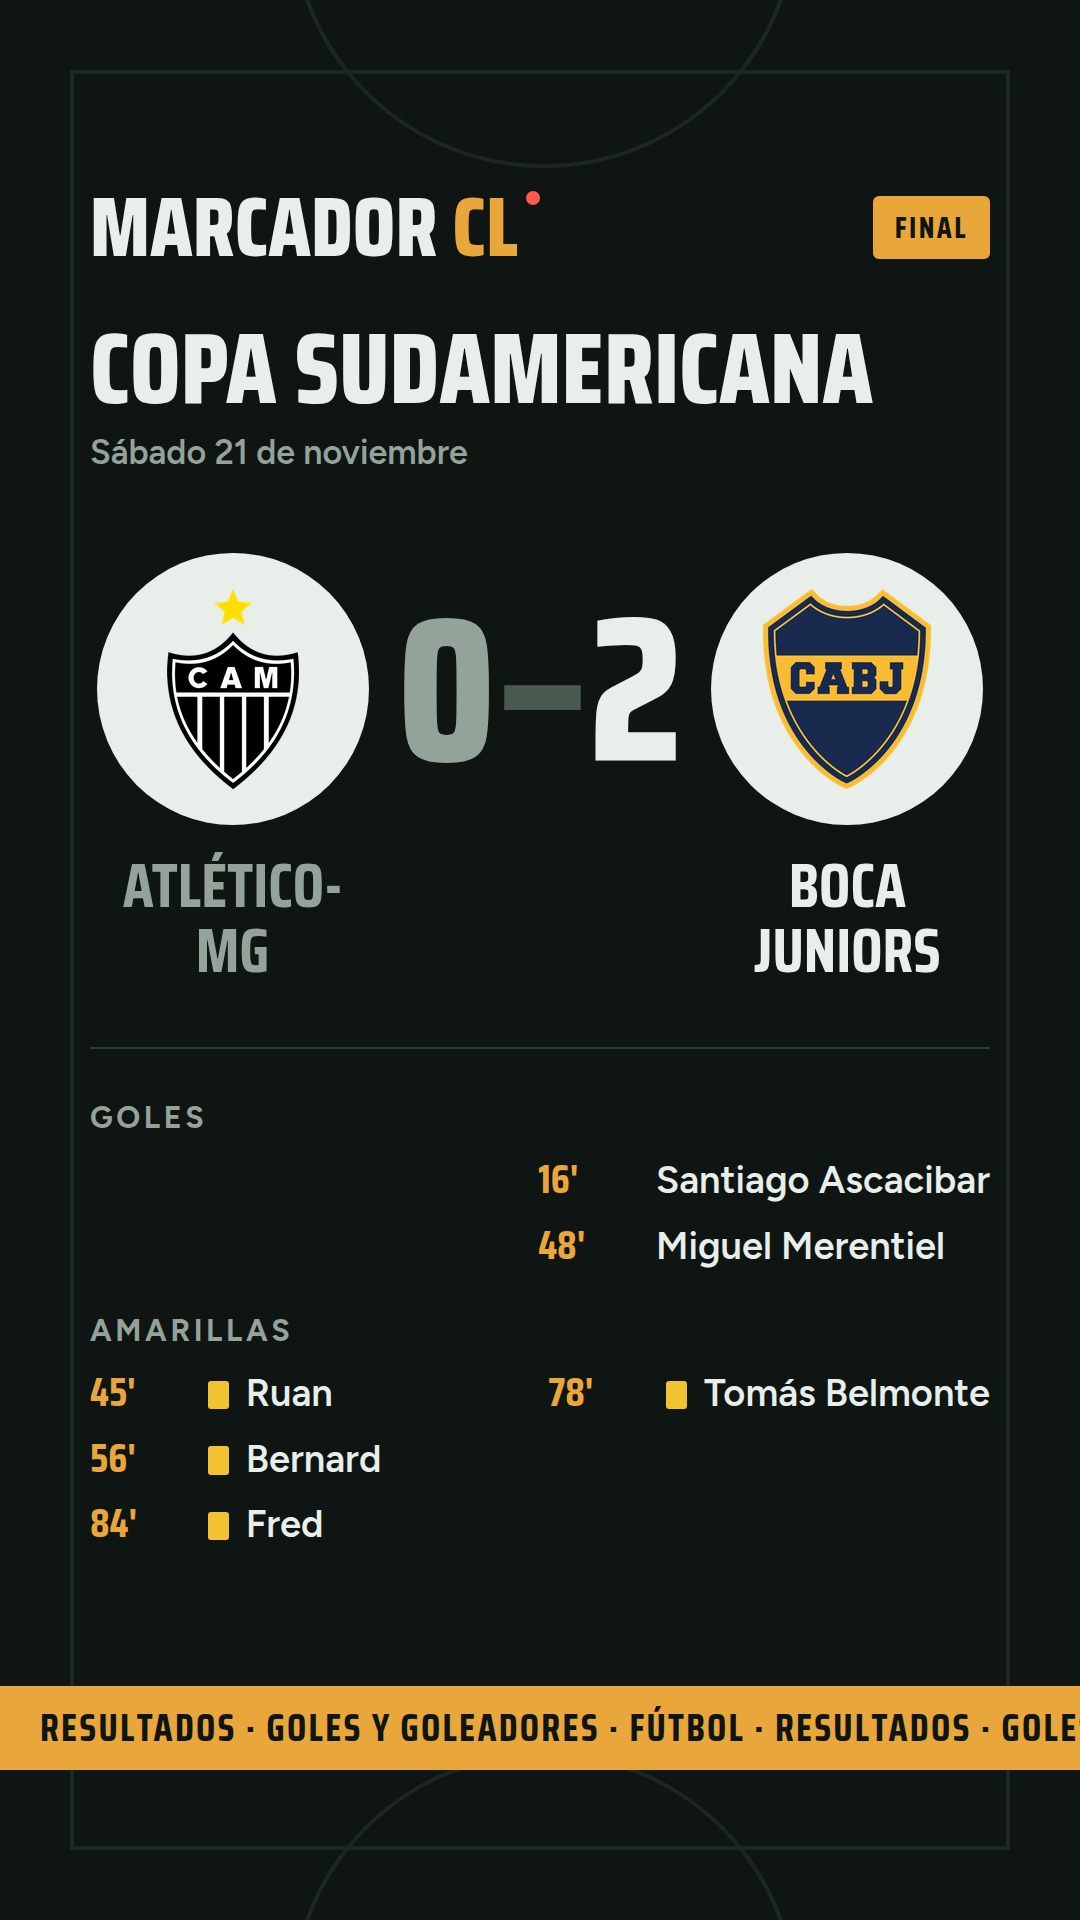 MARCADOR CL
FINAL
COPA SUDAMERICANA
Sábado 21 de noviembre
CAM
0-2
CABJ
ATLÉTICO-
MG
BOCA
JUNIORS
GOLES
16' Santiago Ascacibar
48' Miguel Merentiel
AMARILLAS
45' Ruan
78' Tomás Belmonte
56' Bernard
84' Fred
RESULTADOS · GOLES Y GOLEADORES · FÚTBOL · RESULTADOS · GOLES